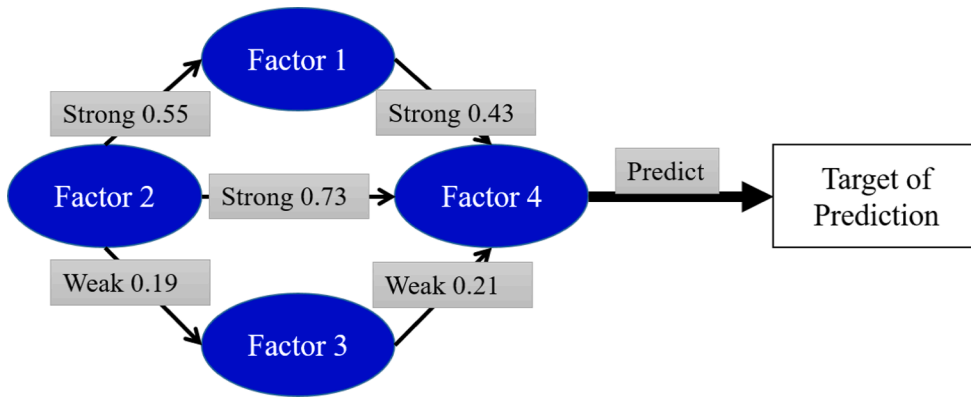 Factor 1
Strong 0.55
Strong 0.43
Factor 2
Strong 0.73
Factor 4
Predict
Target of
Prediction
Weak 0.19
Weak 0.21
Factor 3